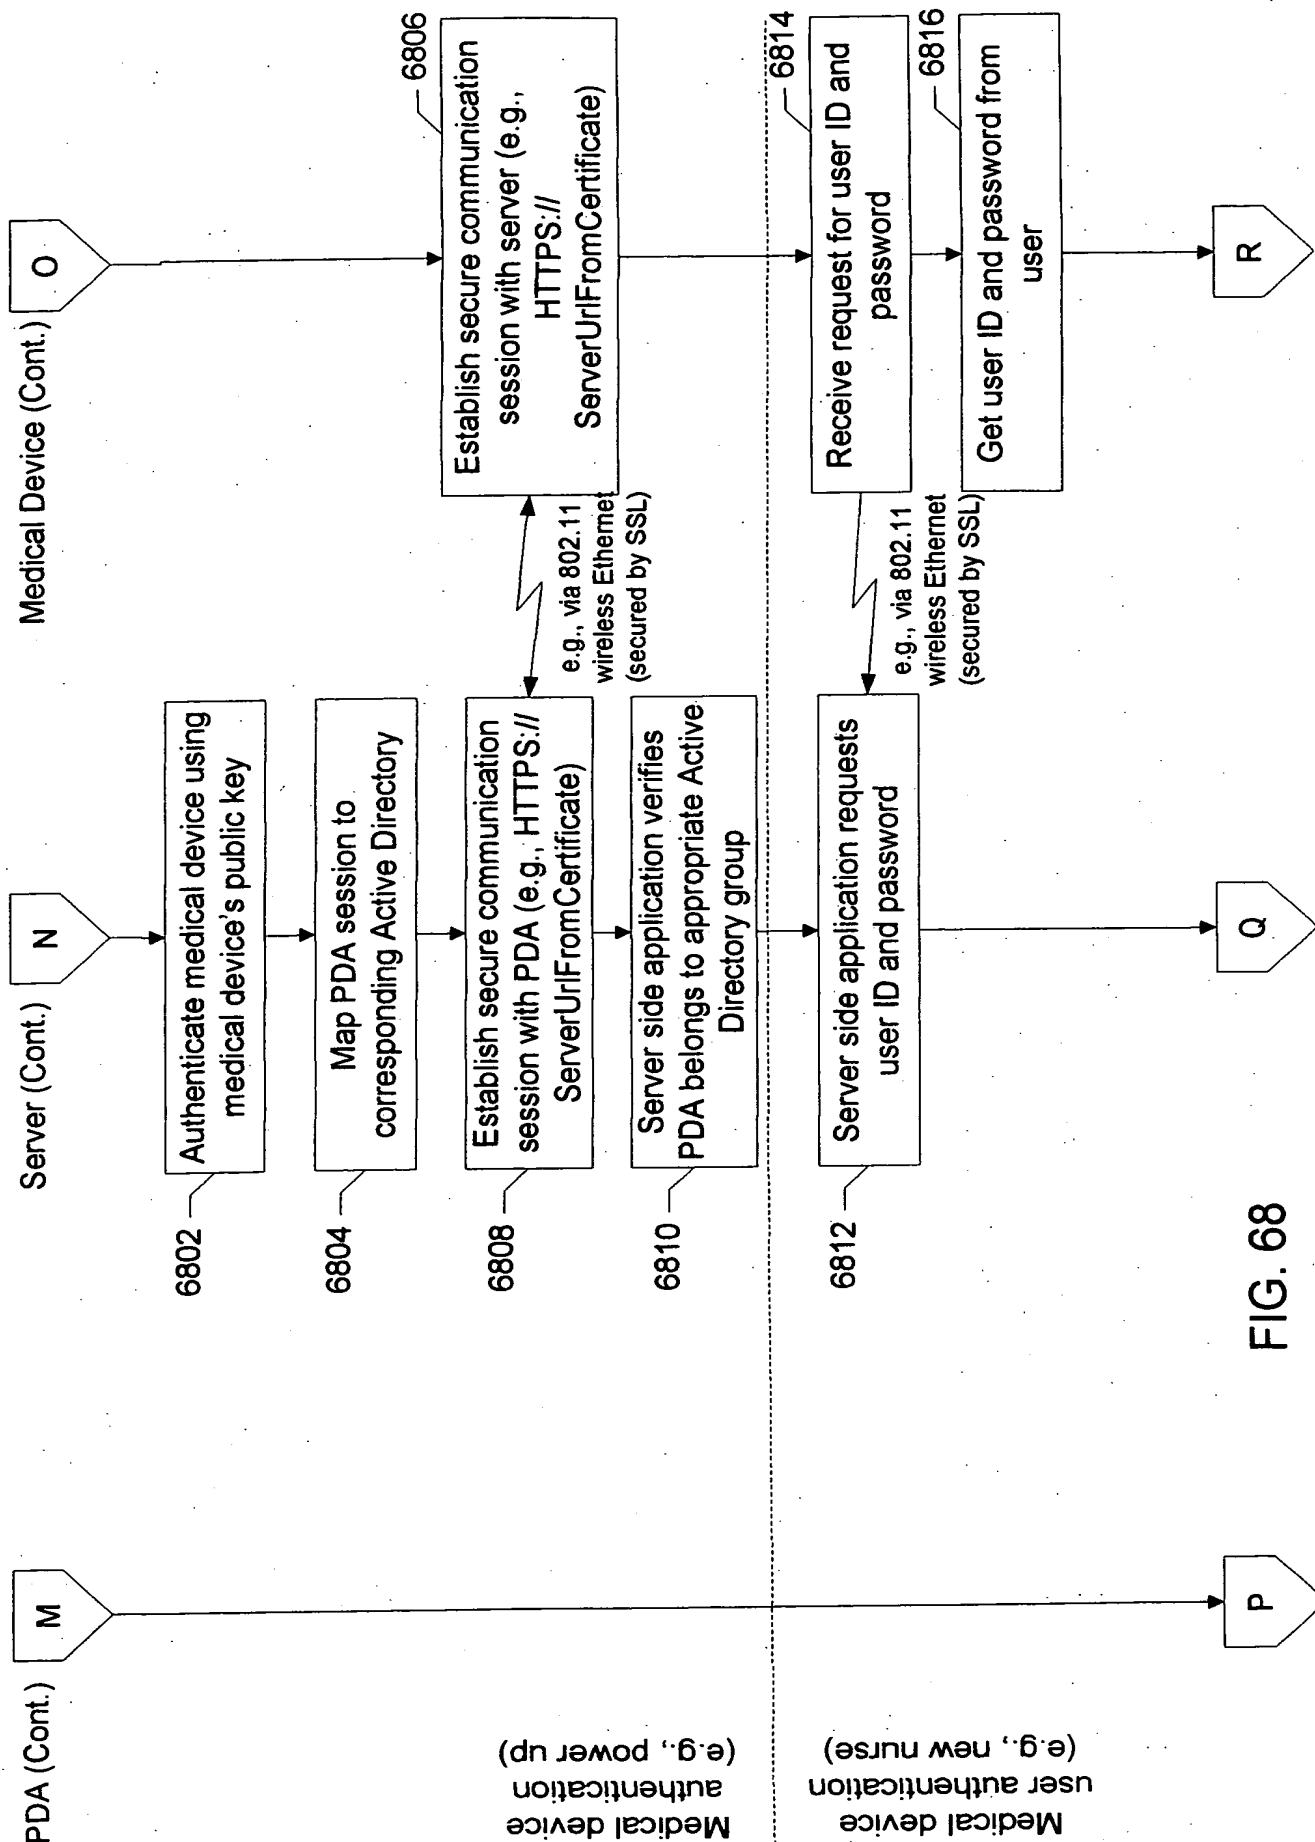 PDA (Cont.)
Server (Cont.)
Medical Device (Cont.)
M
N
O
Medical device
authentication
(e.g., power up)
6802
Authenticate medical device using
medical device's public key
6804
Map PDA session to
corresponding Active Directory
6806
Establish secure communication
session with server (e.g.,
HTTPS://
ServerUrlFromCertificate)
6808
Establish secure communication
session with PDA (e.g., HTTPS://
ServerUrlFromCertificate)
e.g., via 802.11
wireless Ethernet
(secured by SSL)
6810
Server side application verifies
PDA belongs to appropriate Active
Directory group
Medical device
user authentication
(e.g., new nurse)
6812
Server side application requests
user ID and password
6814
Receive request for user ID and
password
e.g., via 802.11
wireless Ethernet
(secured by SSL)
6816
Get user ID and password from
user
P
Q
R
FIG. 68